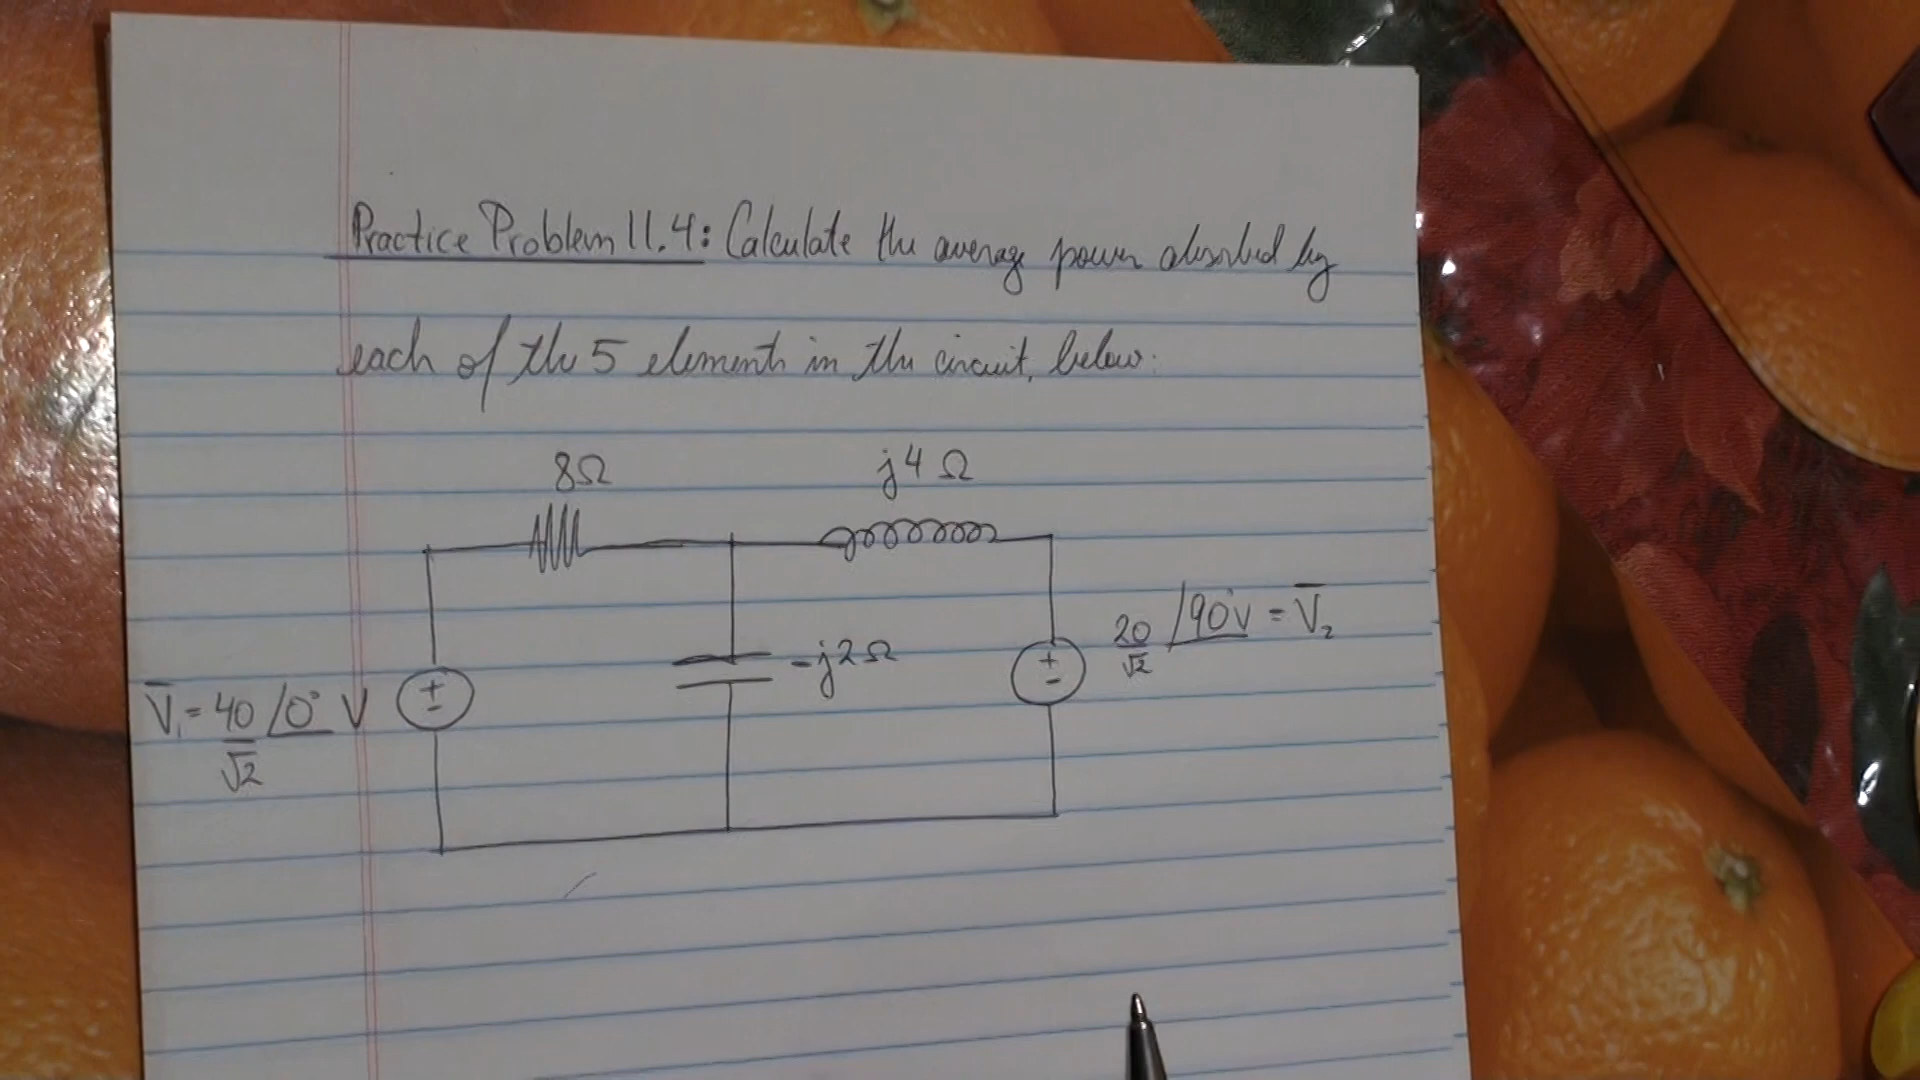 Practice Problem 11.4: Calculate the average power absorbed by
each of the 5 element in the circuit, below:
8Ω
j4 Ω
-j2Ω
20/√2 /90° V = V̅₂
V̅₁ = 40/√2 /0° V